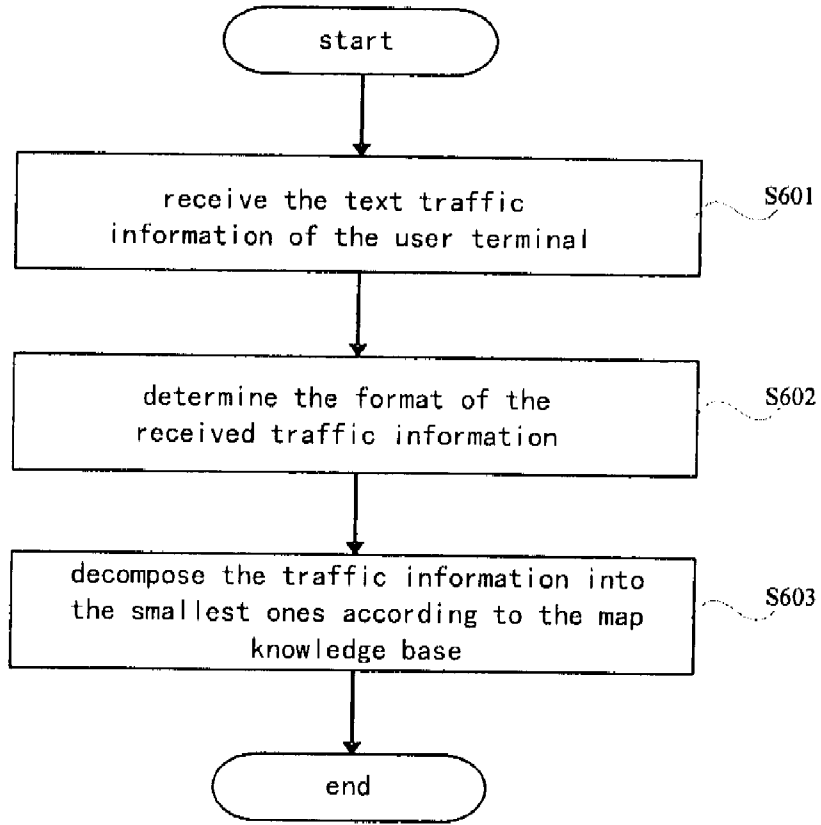 start
receive the text traffic
information of the user terminal
S601
determine the format of the
received traffic information
S602
decompose the traffic information into
the smallest ones according to the map
knowledge base
S603
end